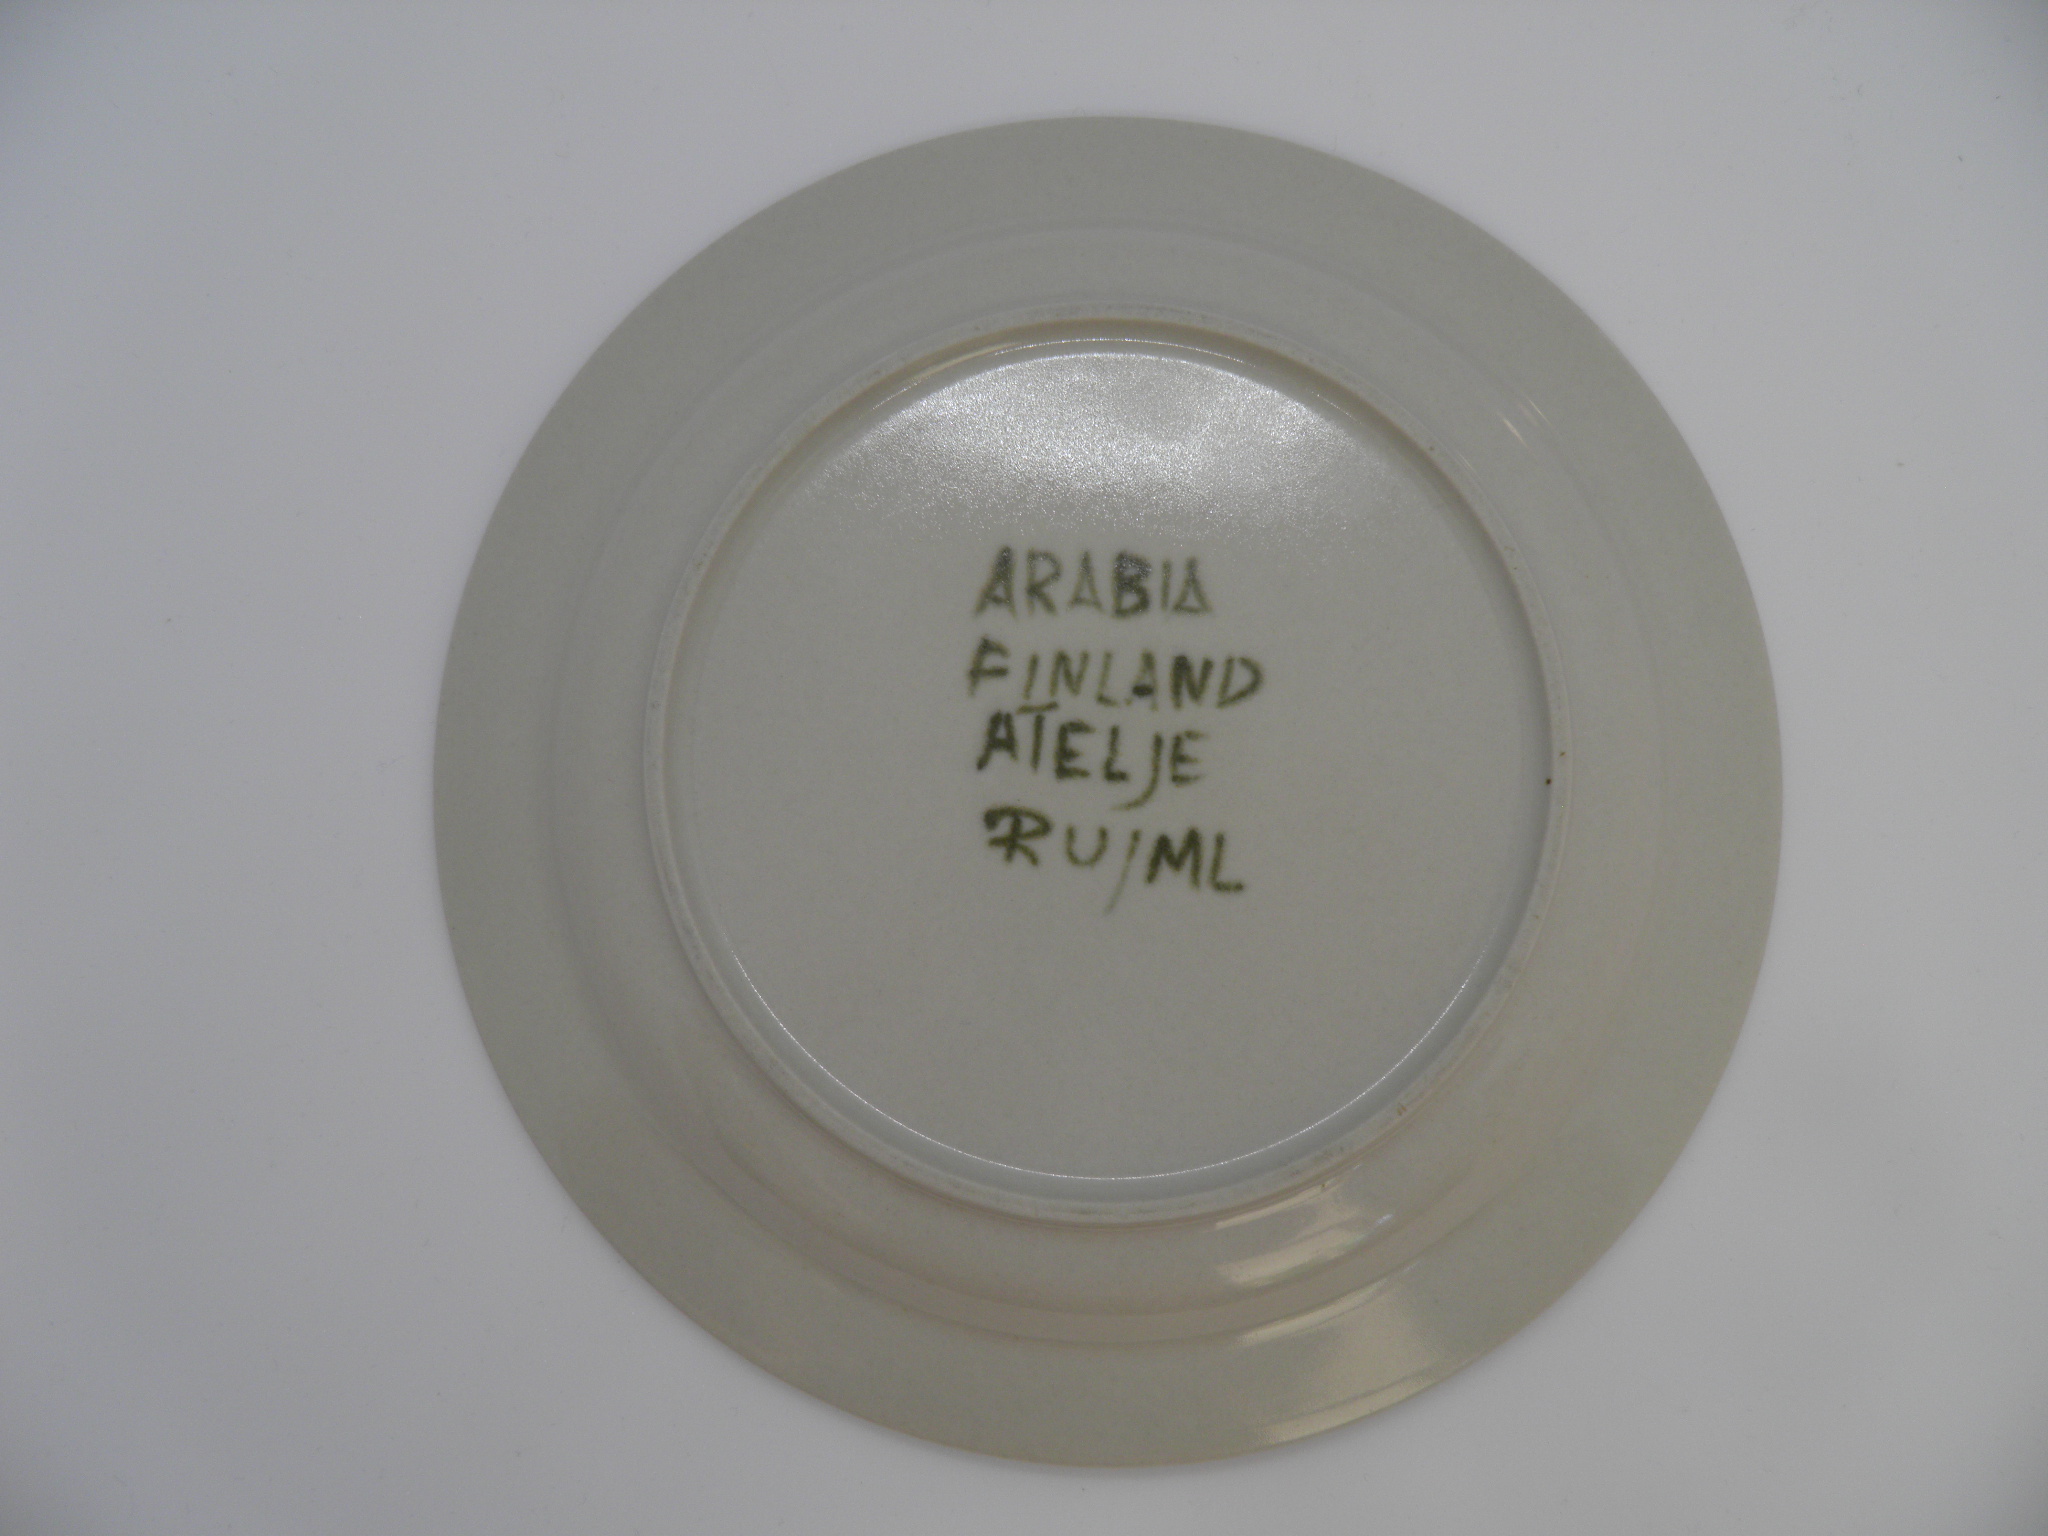 ARABIA
FINLAND
ATELJE
RU/ML